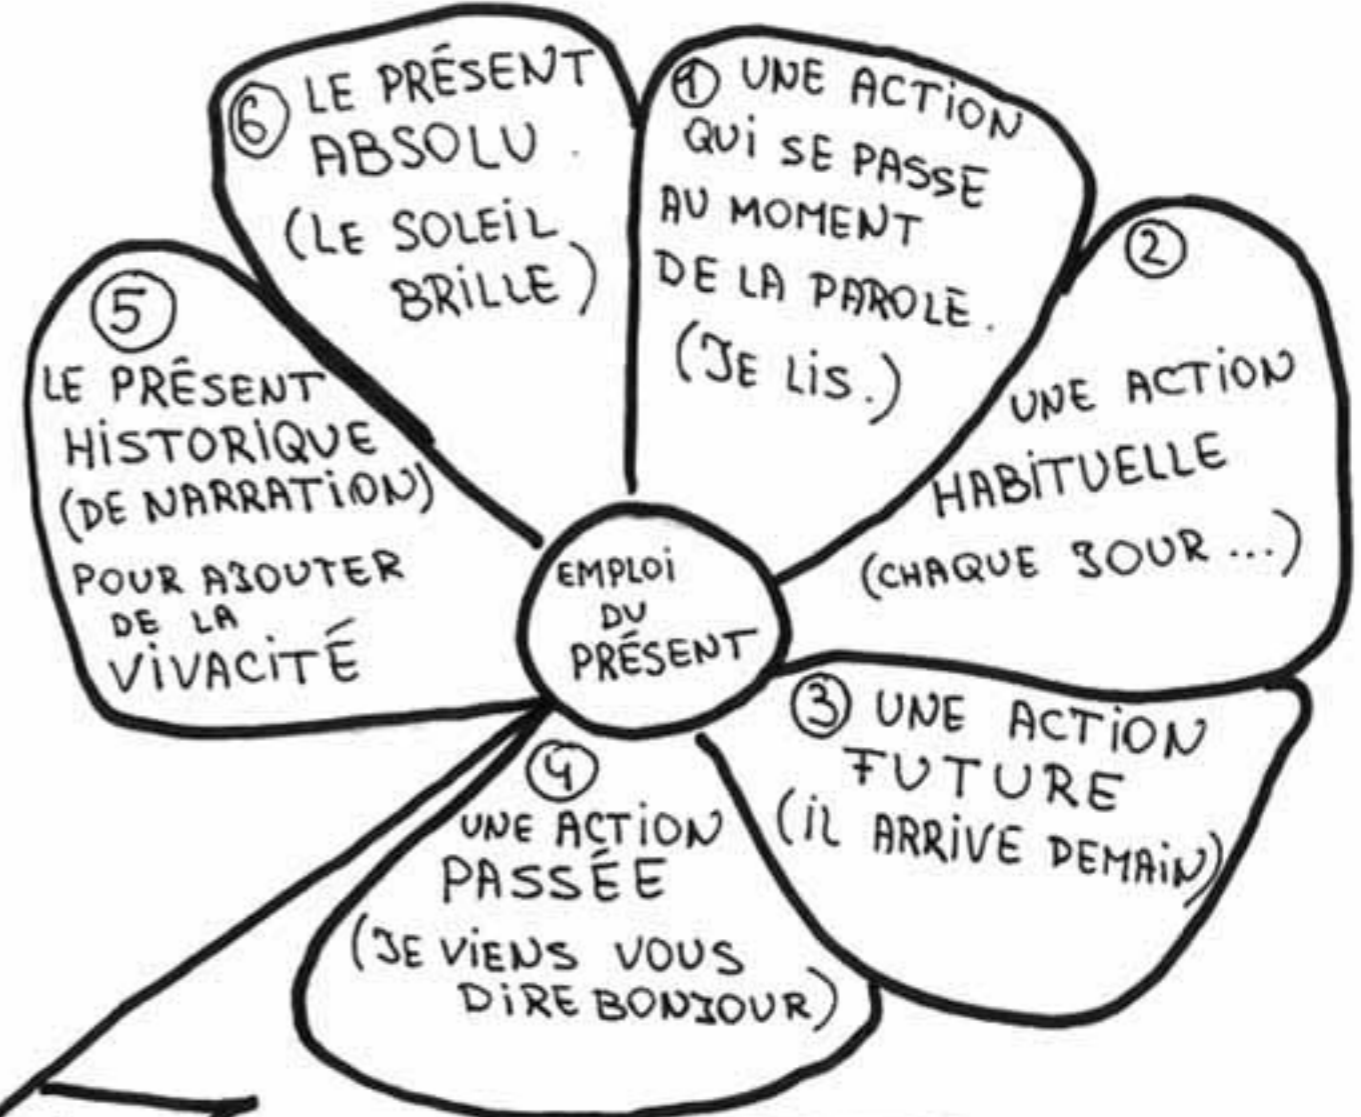 EMPLOI
DU
PRÉSENT
① UNE ACTION
QUI SE PASSE
AU MOMENT
DE LA PAROLE.
(JE LIS.)
②
UNE ACTION
HABITUELLE
(CHAQUE JOUR ...)
③ UNE ACTION
FUTURE
(IL ARRIVE DEMAIN)
④
UNE ACTION
PASSÉE
(JE VIENS VOUS
DIRE BONJOUR)
⑤
LE PRÉSENT
HISTORIQUE
(DE NARRATION)
POUR AJOUTER
DE LA
VIVACITÉ
⑥ LE PRÉSENT
ABSOLU.
(LE SOLEIL
BRILLE)